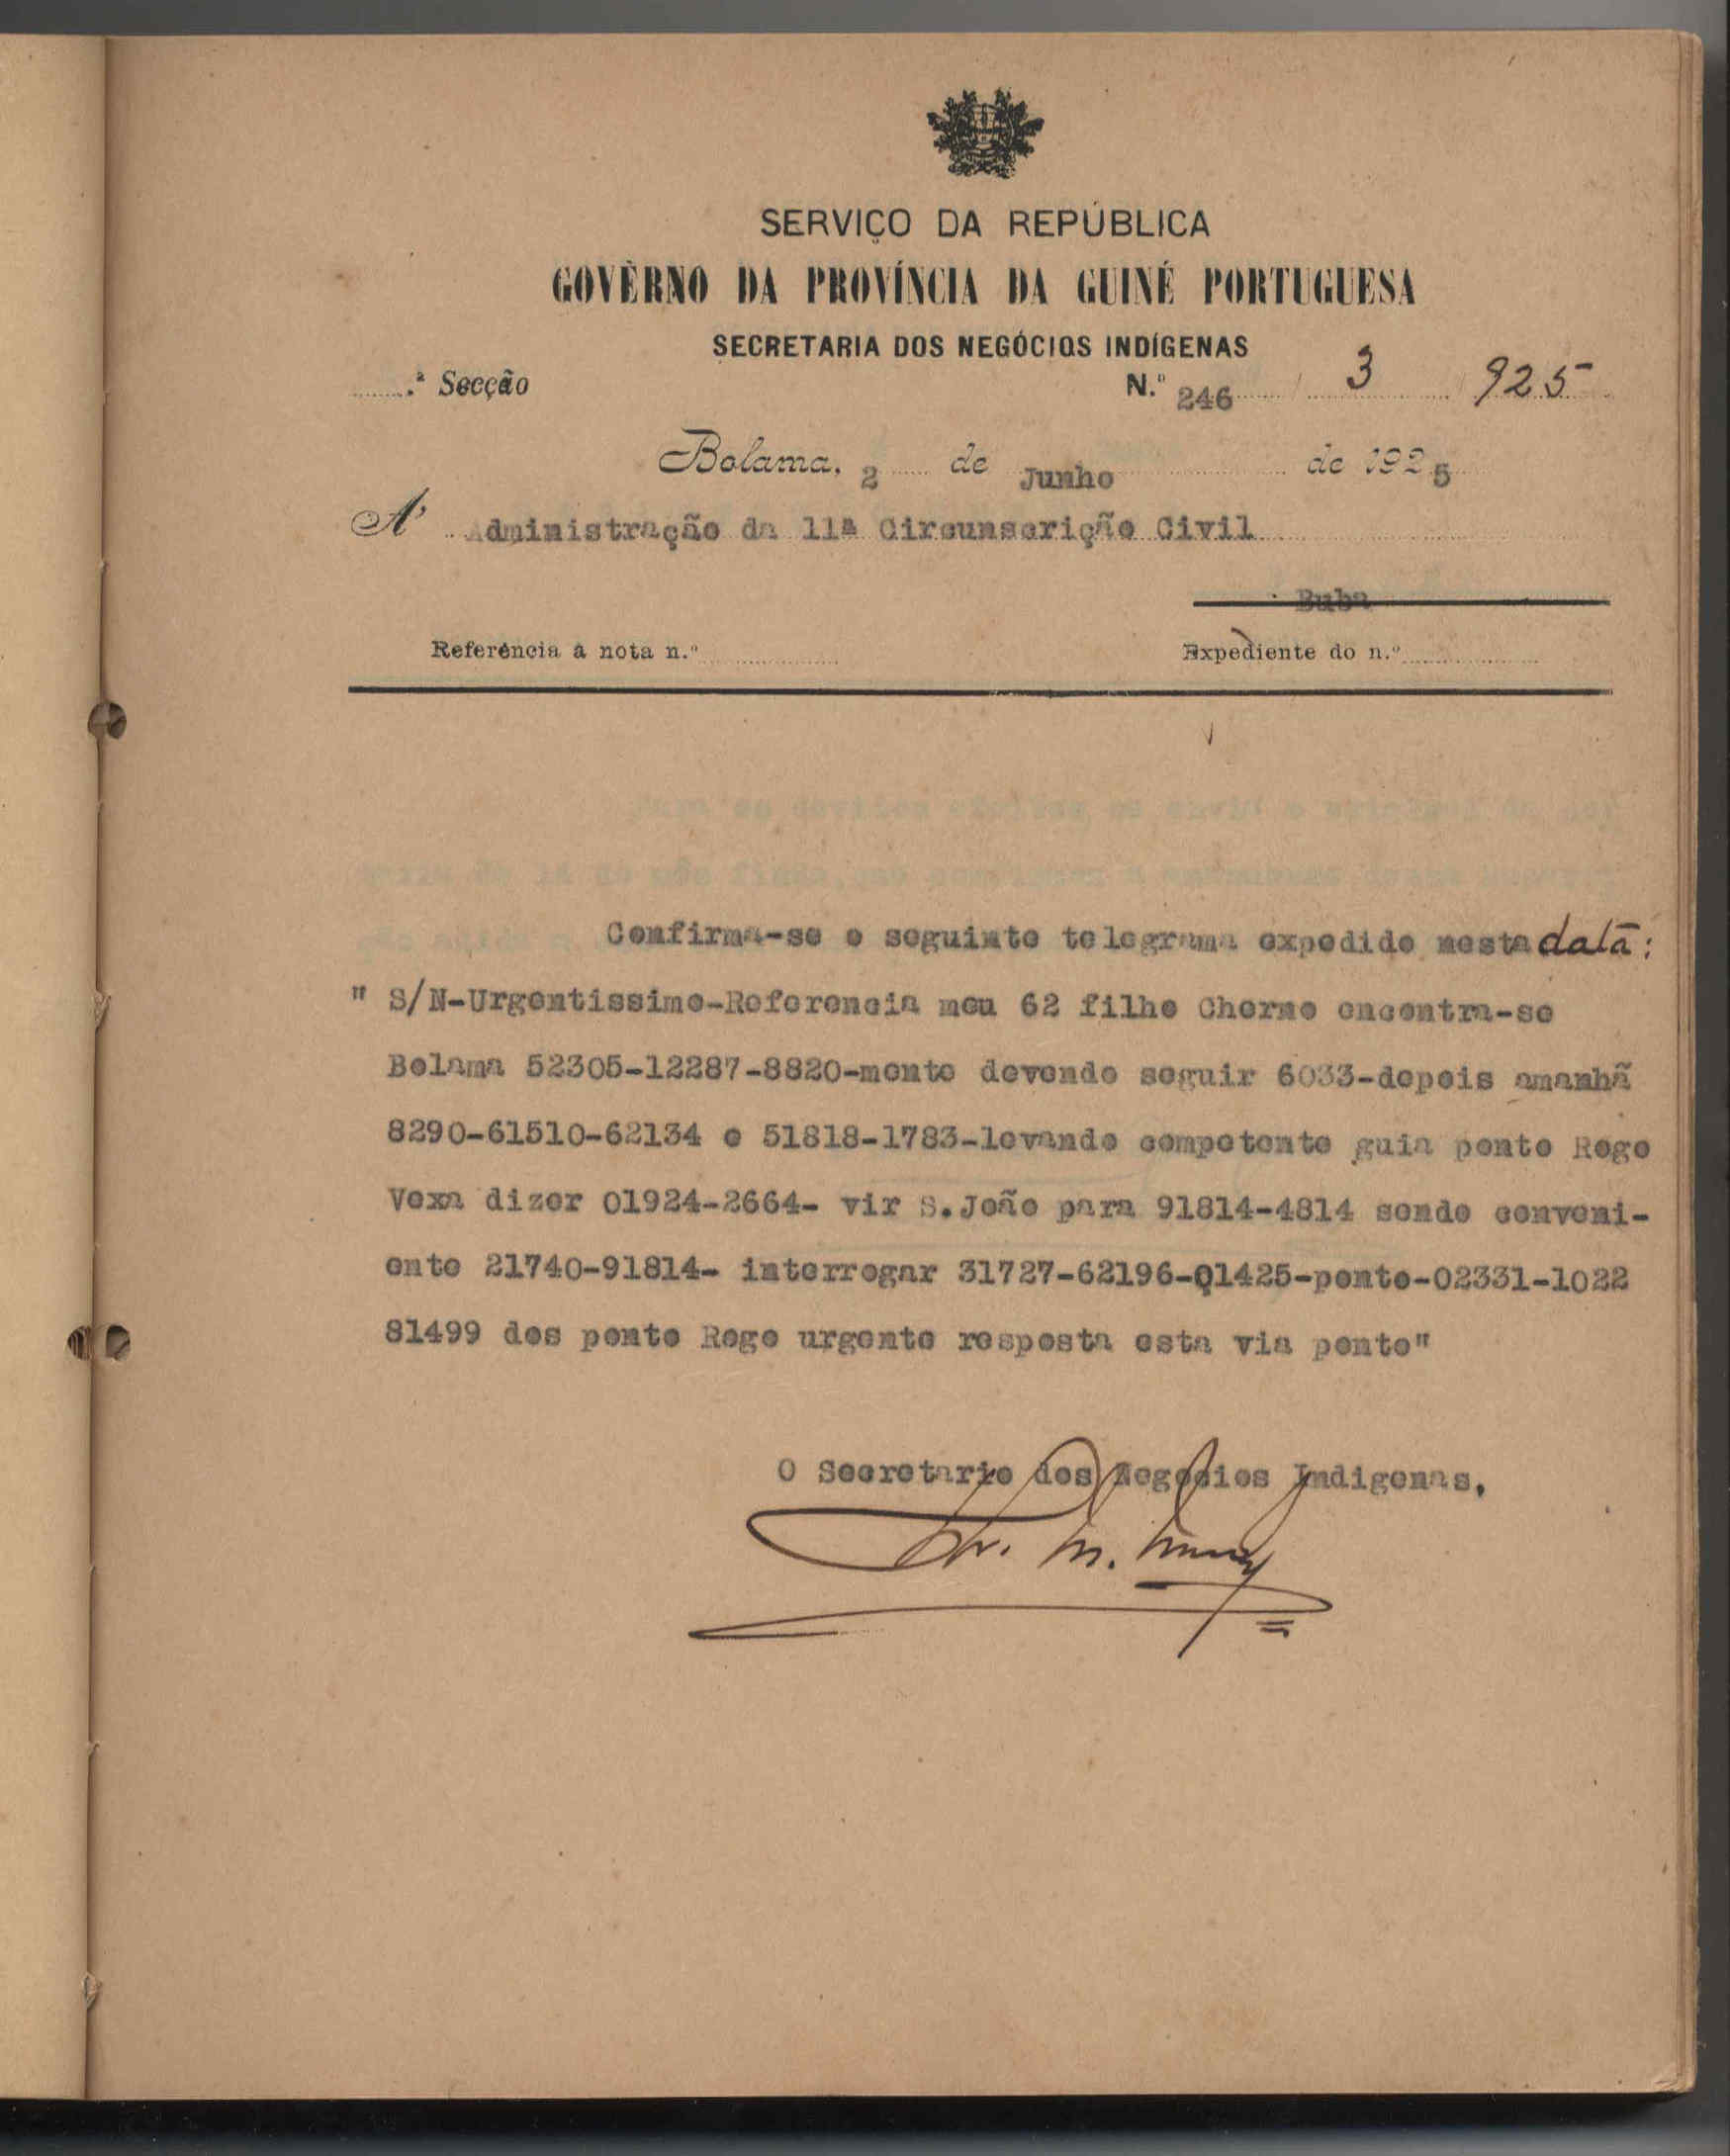 SERVIÇO DA REPÚBLICA
GOVÊRNO DA PROVÍNCIA DA GUINÉ PORTUGUESA
SECRETARIA DOS NEGÓCIOS INDÍGENAS
.ª Secção N.º 246 / 3 / 925
Bolama, 2 de Junho de 1925
A' Administração da 11ª Circunscrição Civil
Buba
Referência à nota n.º Expediente do n.º
Confirma-se o seguinte telegrama expedido nesta data:
" S/N-Urgentissimo-Referencia meu 62 filho Cherno encontra-se
Bolama 52305-12287-8820-mente devendo seguir 6033-depois amanhã
8290-61510-62134 e 51818-1783-levando competente guia ponto Rogo
Vexa dizer 01924-2664- vir S.João para 91814-4814 sendo conveni-
ente 21740-91814- interrogar 31727-62196-01425-ponto-02331-1022
81499 dos ponto Rogo urgente resposta esta via ponto"
O Secretario dos Negócios Indigenas,